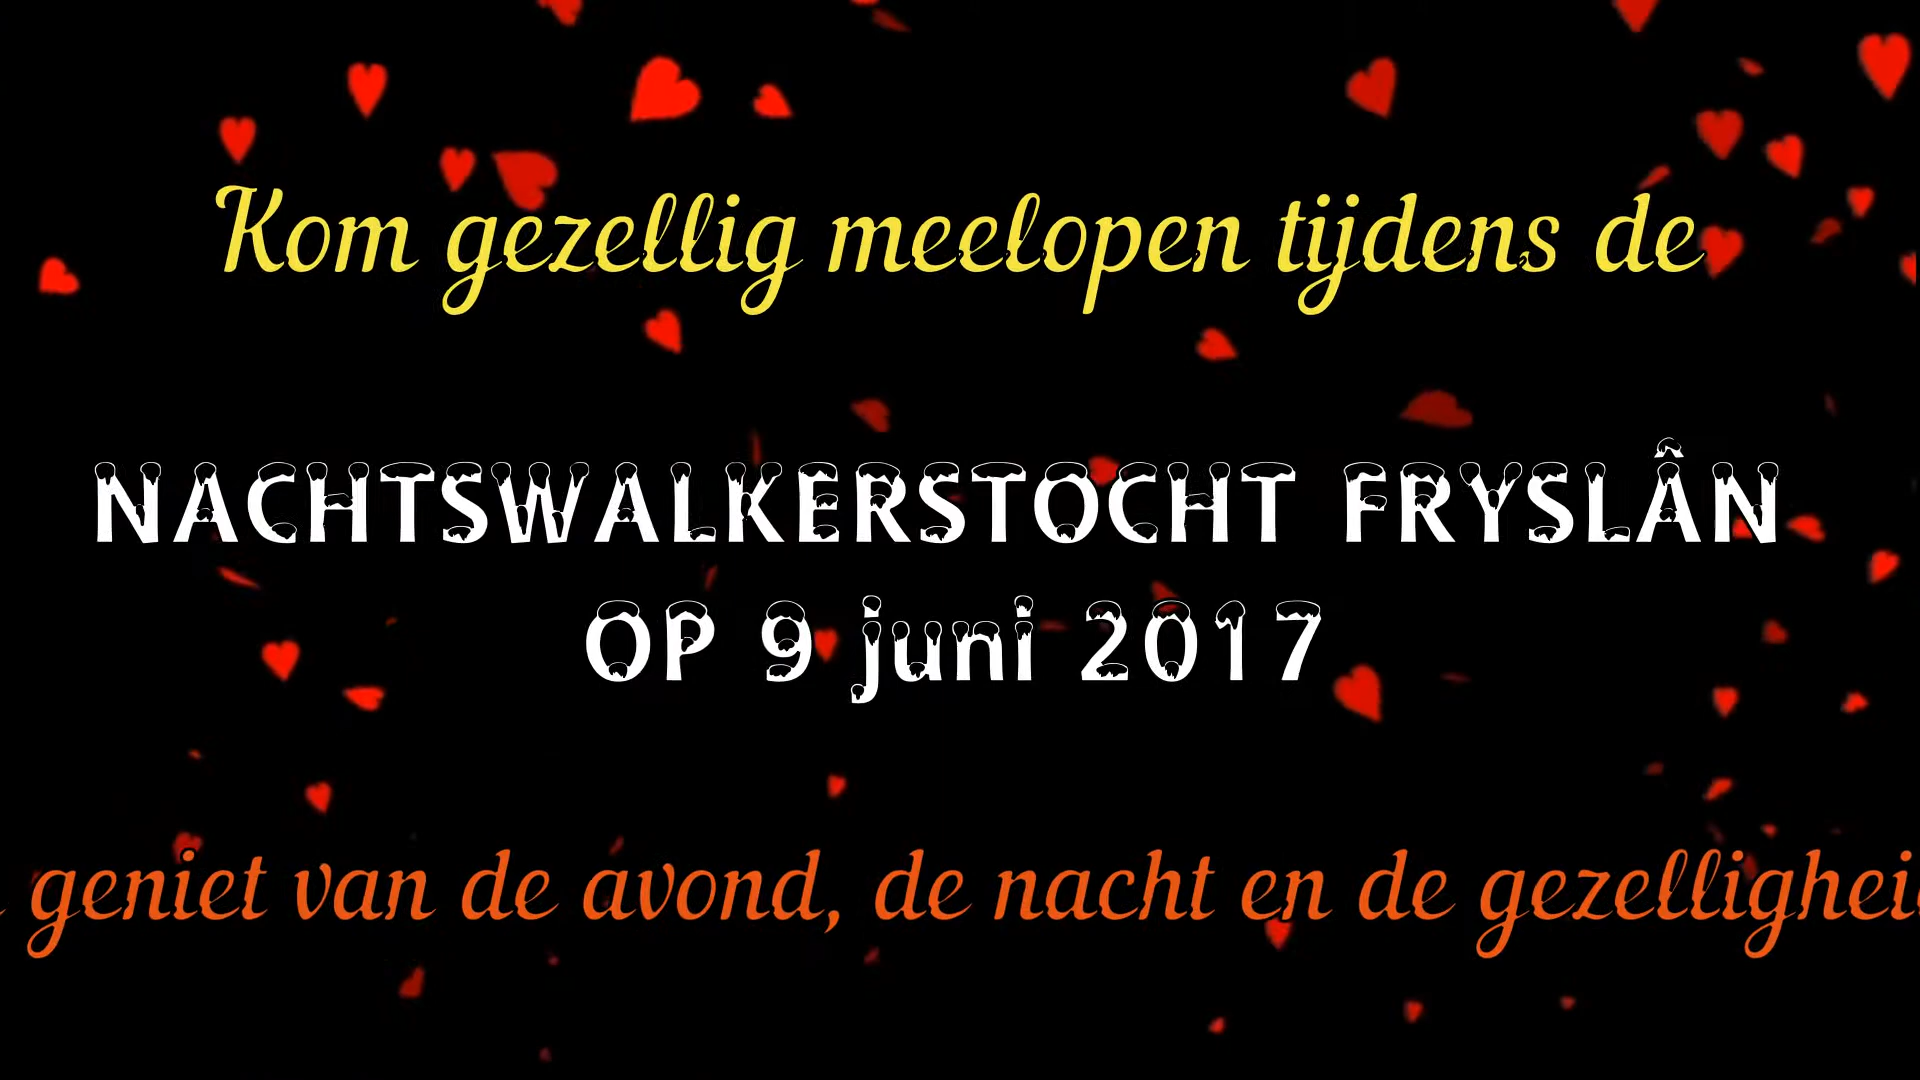 Kom gezellig meelopen tijdens de
NACHTSWALKERSTOCHT FRYSLÂN
OP 9 juni 2017
geniet van de avond, de nacht en de